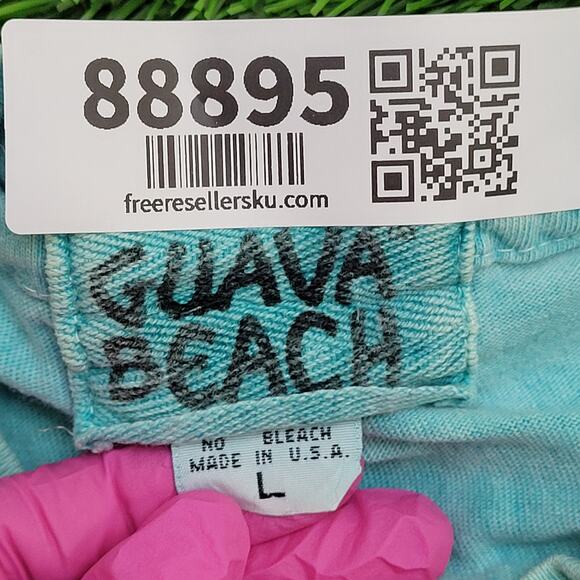 88895
freeresellersku.com
GUAVA
BEACH
NO BLEACH
MADE IN U.S.A.
L